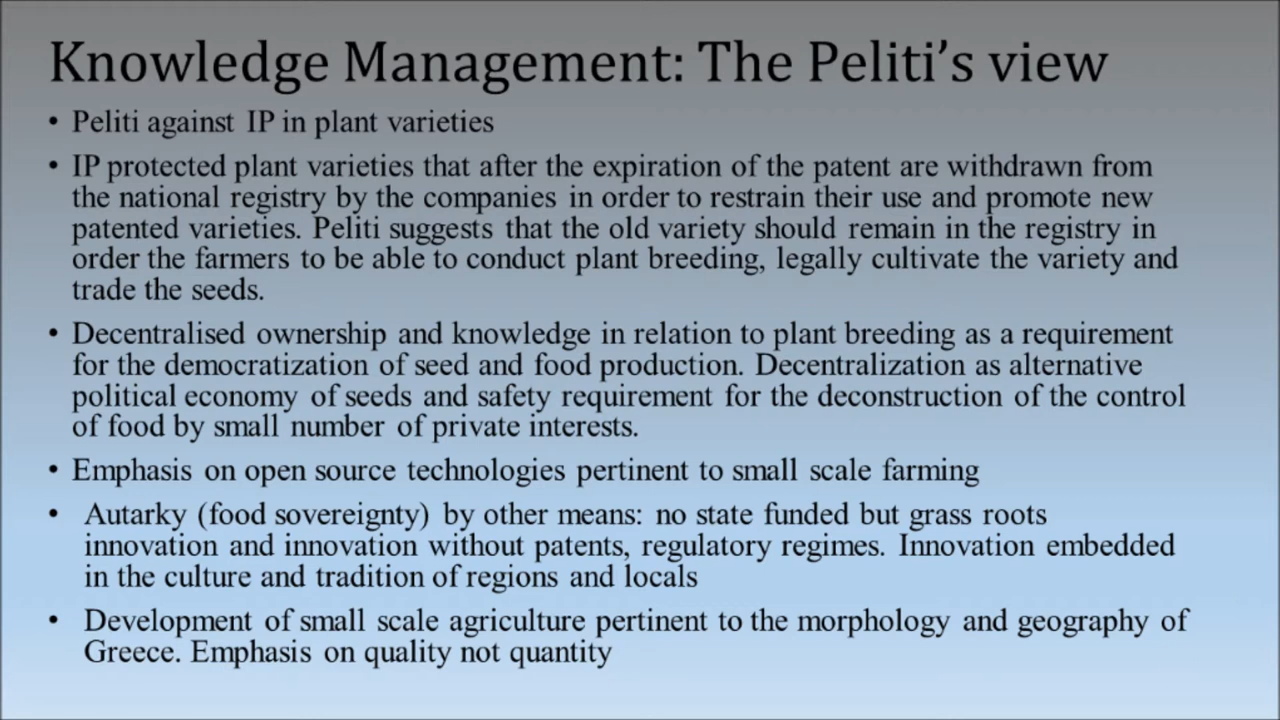 Knowledge Management: The Peliti's view
• Peliti against IP in plant varieties
• IP protected plant varieties that after the expiration of the patent are withdrawn from
the national registry by the companies in order to restrain their use and promote new
patented varieties. Peliti suggests that the old variety should remain in the registry in
order the farmers to be able to conduct plant breeding, legally cultivate the variety and
trade the seeds.
• Decentralised ownership and knowledge in relation to plant breeding as a requirement
for the democratization of seed and food production. Decentralization as alternative
political economy of seeds and safety requirement for the deconstruction of the control
of food by small number of private interests.
• Emphasis on open source technologies pertinent to small scale farming
• Autarky (food sovereignty) by other means: no state funded but grass roots
innovation and innovation without patents, regulatory regimes. Innovation embedded
in the culture and tradition of regions and locals
• Development of small scale agriculture pertinent to the morphology and geography of
Greece. Emphasis on quality not quantity